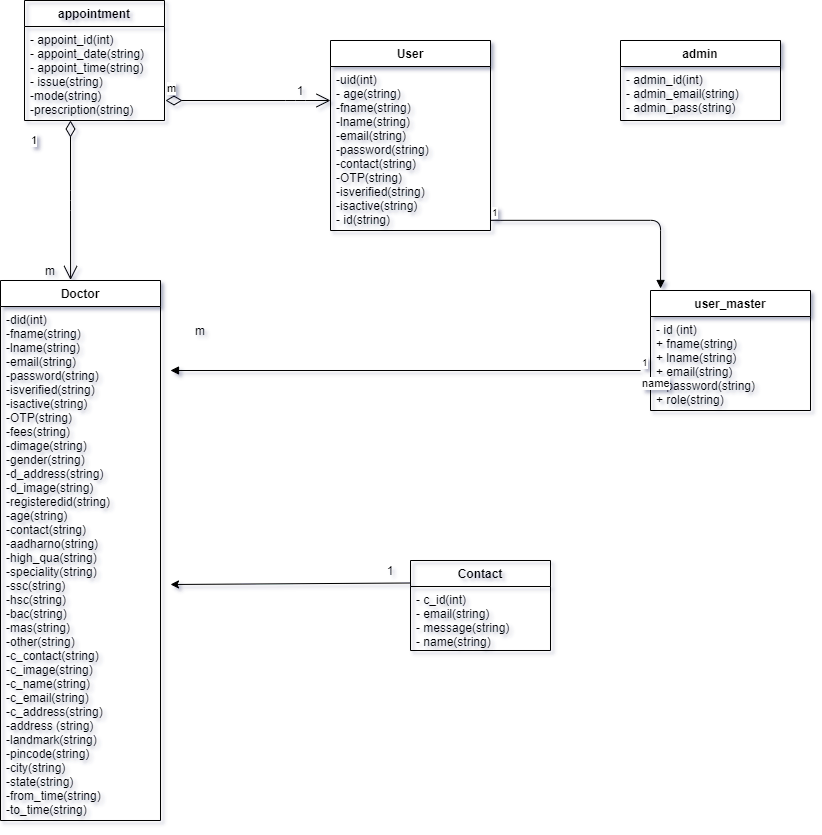 appointment
- appoint_id(int)
- appoint_date(string)
- appoint_time(string)
- issue(string)
-mode(string)
-prescription(string)
m
1
User
-uid(int)
- age(string)
-fname(string)
-lname(string)
-email(string)
-password(string)
-contact(string)
-OTP(string)
-isverified(string)
-isactive(string)
- id(string)
1
admin
- admin_id(int)
- admin_email(string)
- admin_pass(string)
1
m
Doctor
-did(int)
-fname(string)
-lname(string)
-email(string)
-password(string)
-isverified(string)
-isactive(string)
-OTP(string)
-fees(string)
-dimage(string)
-gender(string)
-d_address(string)
-d_image(string)
-registeredid(string)
-age(string)
-contact(string)
-aadharno(string)
-high_qua(string)
-speciality(string)
-ssc(string)
-hsc(string)
-bac(string)
-mas(string)
-other(string)
-c_contact(string)
-c_image(string)
-c_name(string)
-c_email(string)
-c_address(string)
-address (string)
-landmark(string)
-pincode(string)
-city(string)
-state(string)
-from_time(string)
-to_time(string)
m
user_master
- id (int)
+ fname(string)
+ lname(string)
+ email(string)
password(string)
+ role(string)
1
name
1
Contact
- c_id(int)
- email(string)
- message(string)
- name(string)